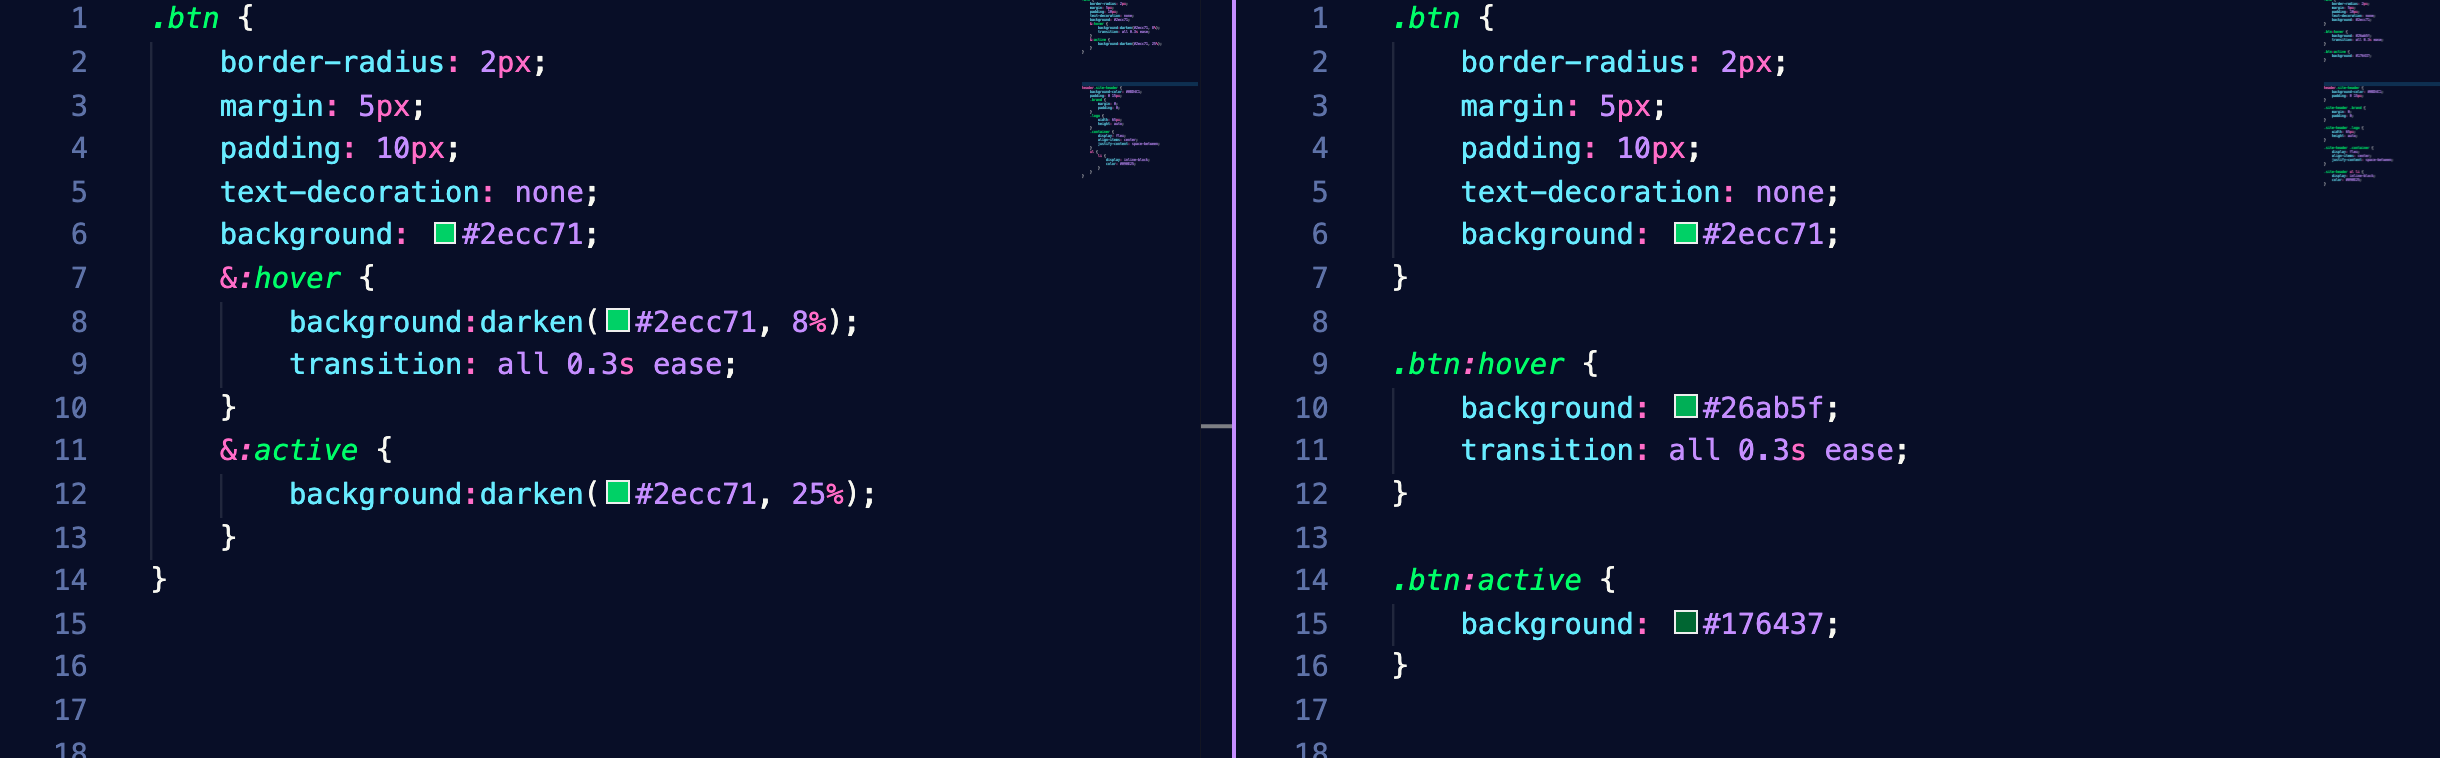 1 .btn {
2 border-radius: 2px;
3 margin: 5px;
4 padding: 10px;
5 text-decoration: none;
6 background: #2ecc71;
7 &:hover {
8 background:darken(#2ecc71, 8%);
9 transition: all 0.3s ease;
10 }
11 &:active {
12 background:darken(#2ecc71, 25%);
13 }
14 }
15
16
17
18
1 .btn {
2 border-radius: 2px;
3 margin: 5px;
4 padding: 10px;
5 text-decoration: none;
6 background: #2ecc71;
7 }
8
9 .btn:hover {
10 background: #26ab5f;
11 transition: all 0.3s ease;
12 }
13
14 .btn:active {
15 background: #176437;
16 }
17
18